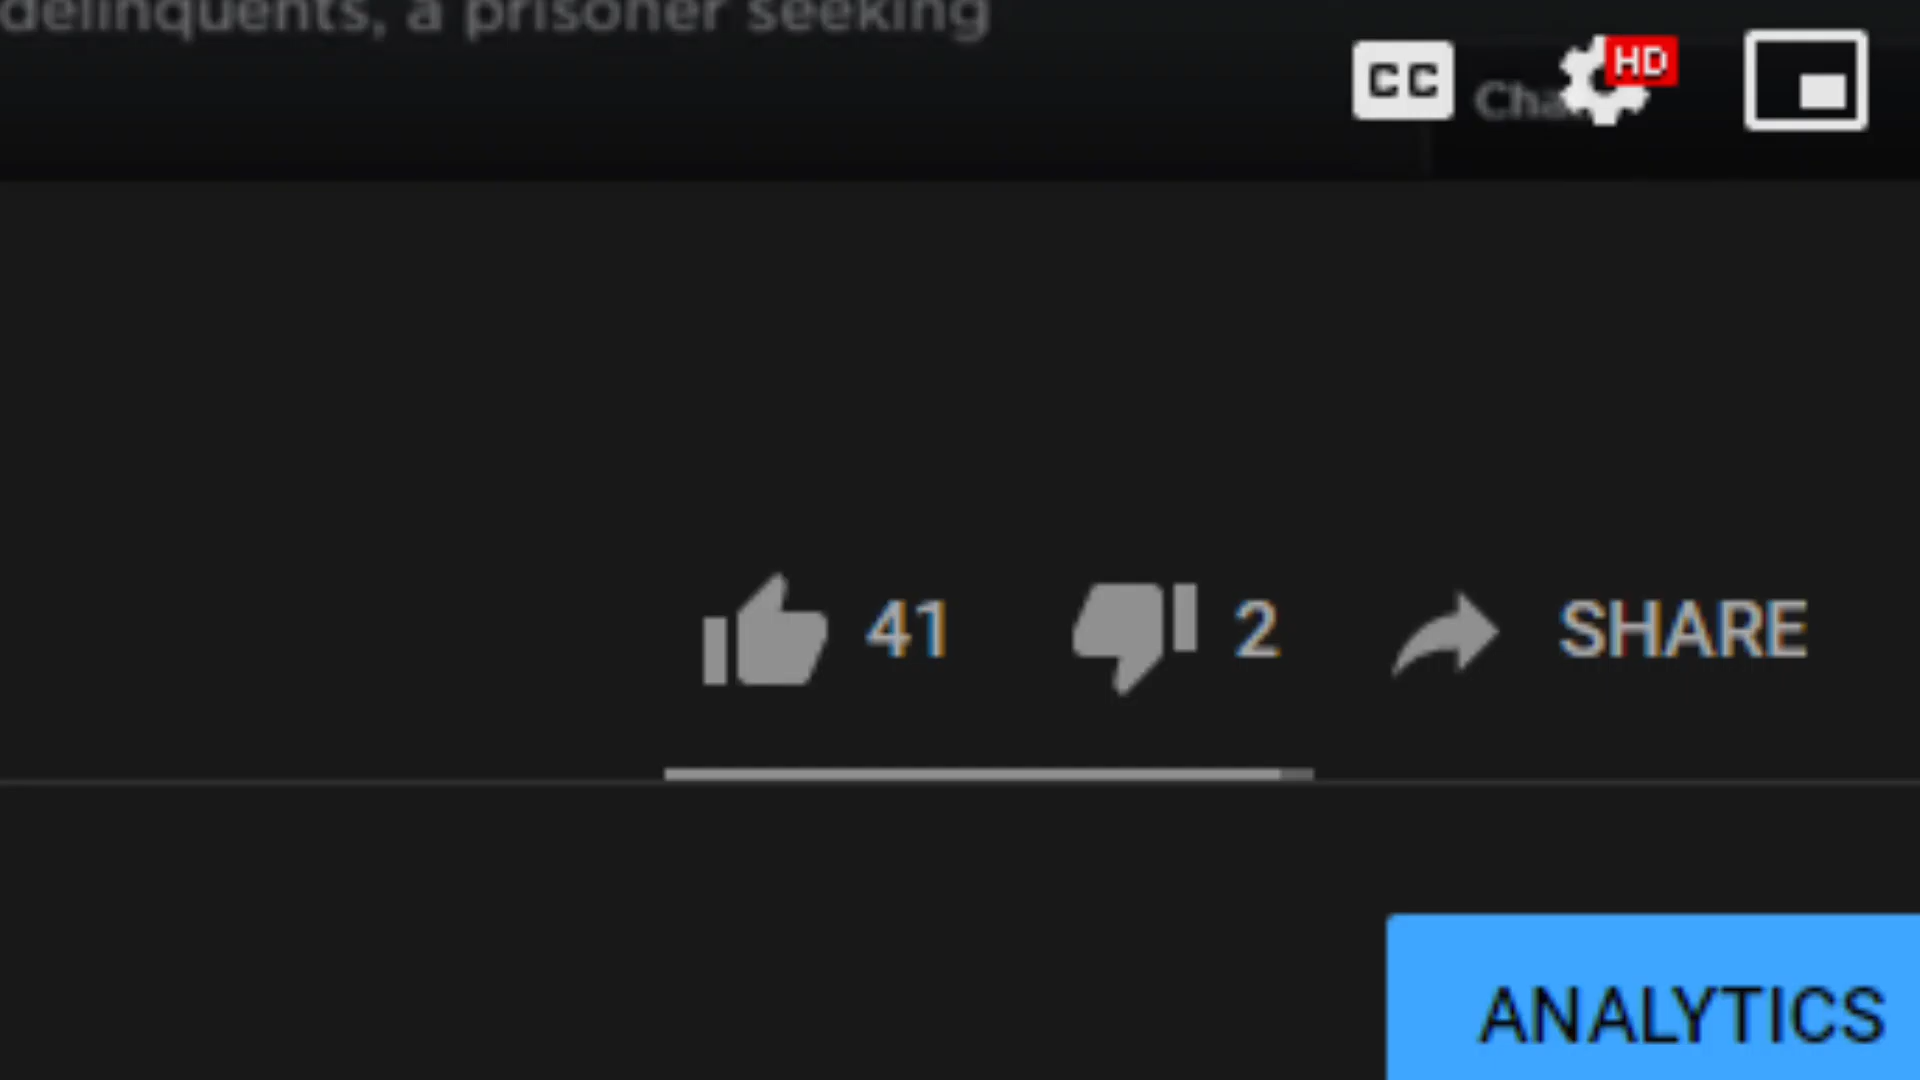 delinquents, a prisoner seeking
CC
HD
41
2
SHARE
ANALYTICS